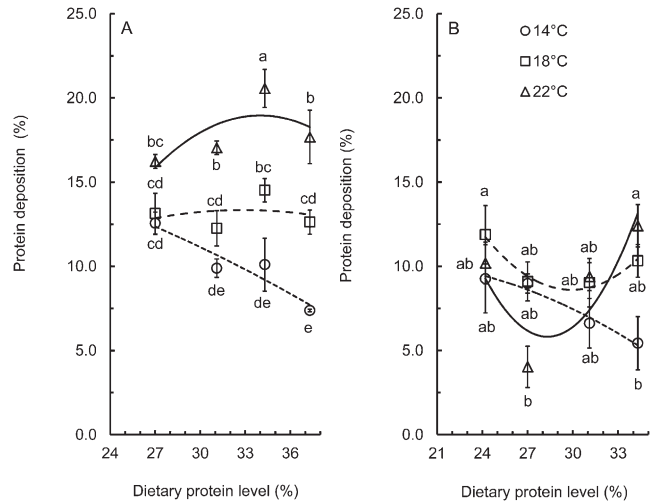 A
Protein deposition (%)
25.0
20.0
15.0
10.0
5.0
0.0
a
b
bc
b
cd
bc
cd
cd
cd
de
de
e
24 27 30 33 36
Dietary protein level (%)
B
14°C
18°C
22°C
Protein deposition (%)
25.0
20.0
15.0
10.0
5.0
0.0
a
a
ab
ab
ab
ab
ab
ab
ab
ab
b
b
21 24 27 30 33
Dietary protein level (%)